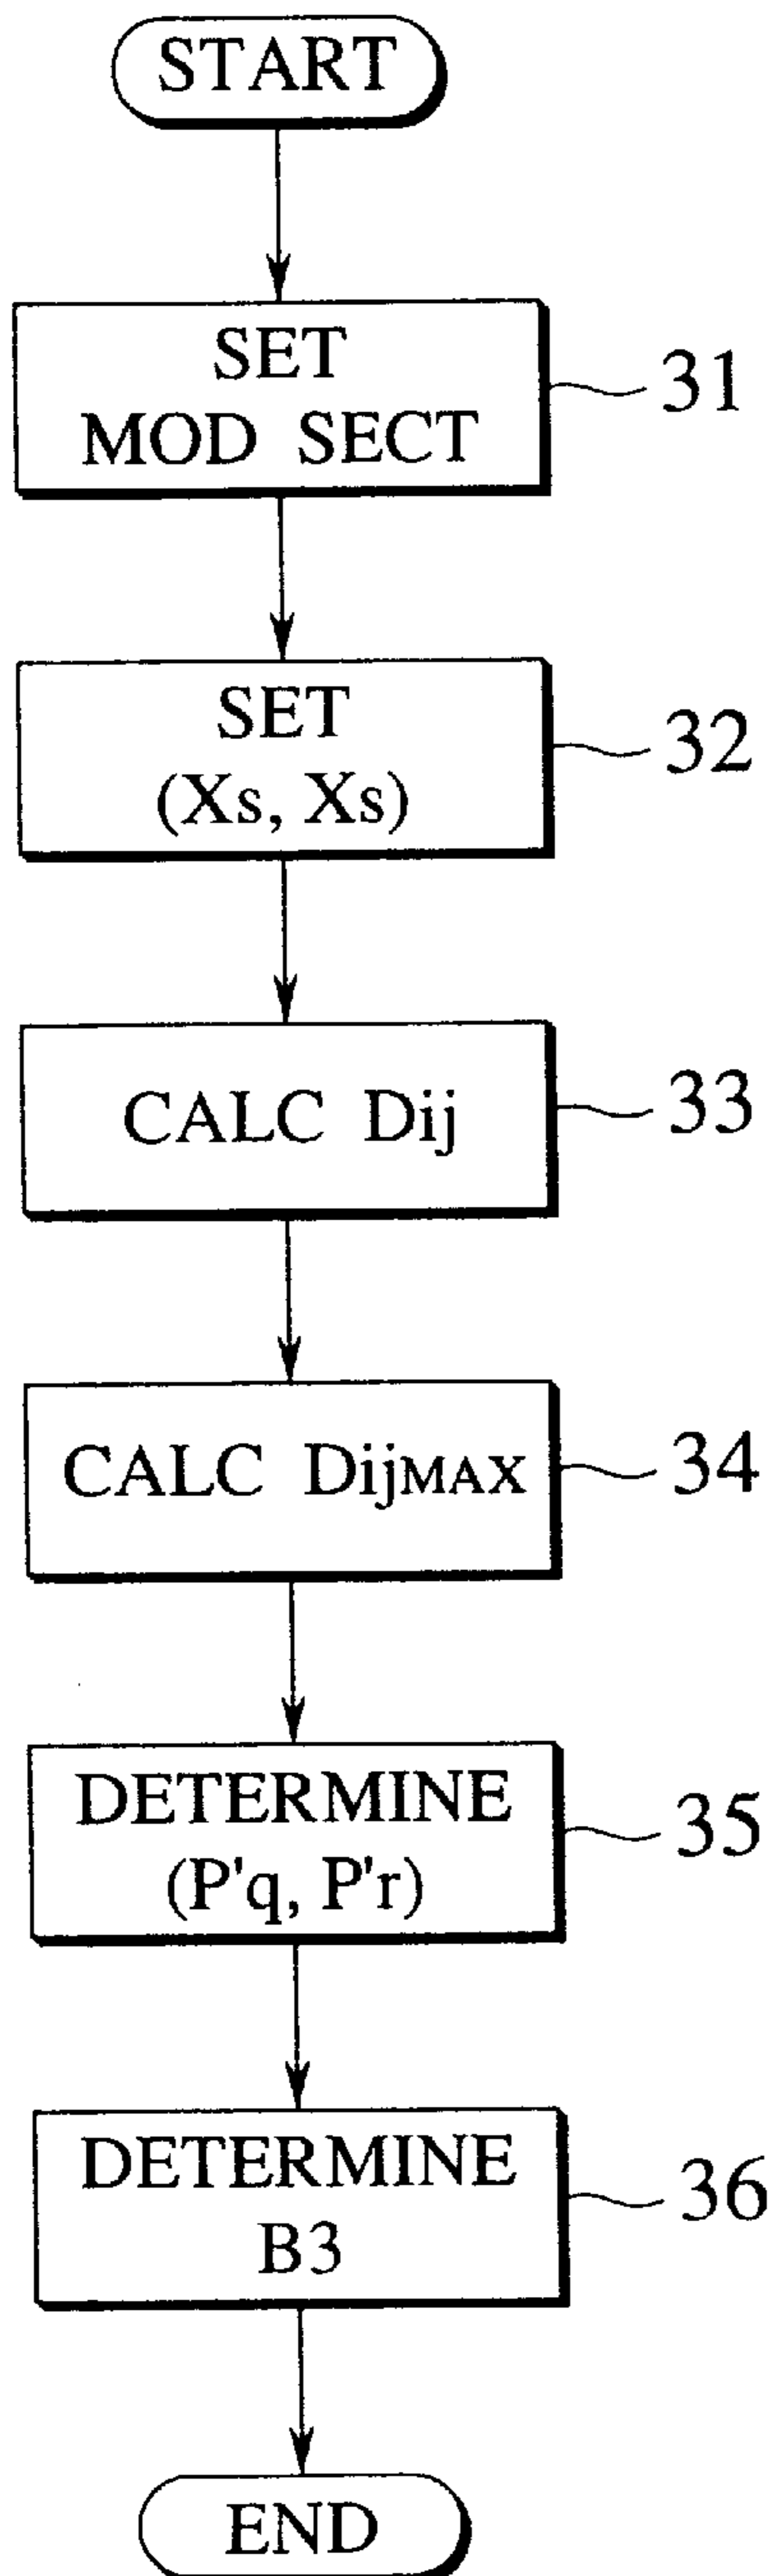 START
SET
MOD SECT
31
SET
(Xs, Xs)
32
CALC Dij
33
CALC DijMAX
34
DETERMINE
(P'q, P'r)
35
DETERMINE
B3
36
END